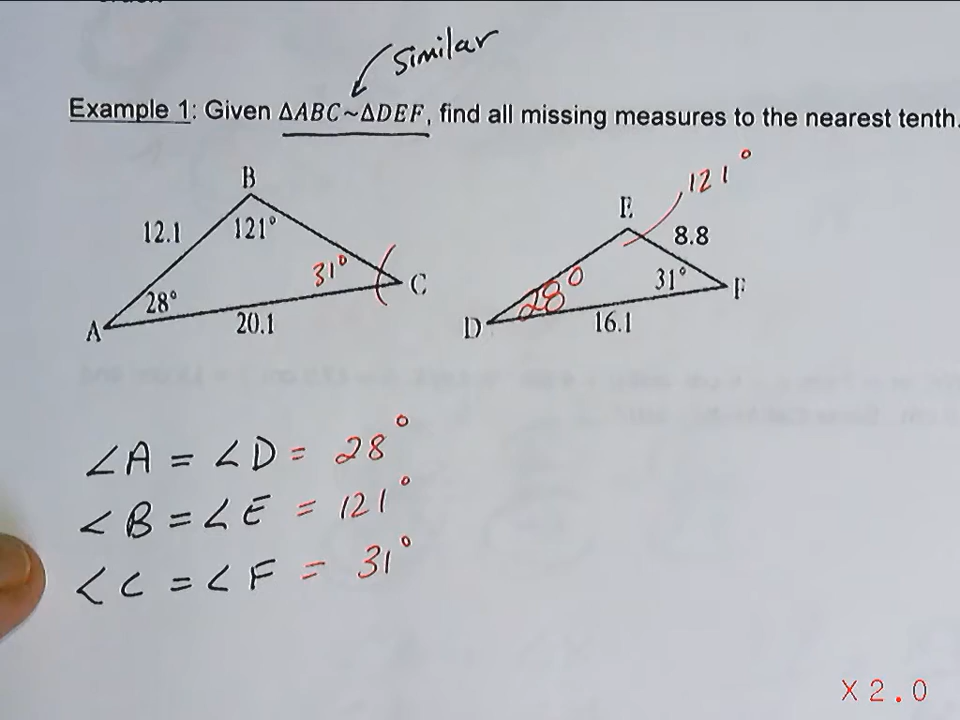 similar
Example 1: Given ΔABC~ΔDEF, find all missing measures to the nearest tenth.
B
12.1
121°
31°
C
28°
A
20.1
121°
E
8.8
31°
F
28°
D
16.1
∠A = ∠D = 28°
∠B = ∠E = 121°
∠C = ∠F = 31°
X2.0